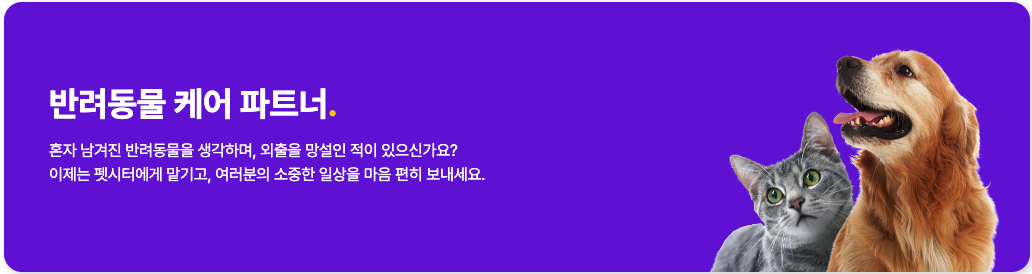 반려동물 케어 파트너.
혼자 남겨진 반려동물을 생각하며, 외출을 망설인 적이 있으신가요?
이제는 펫시터에게 맡기고, 여러분의 소중한 일상을 마음 편히 보내세요.